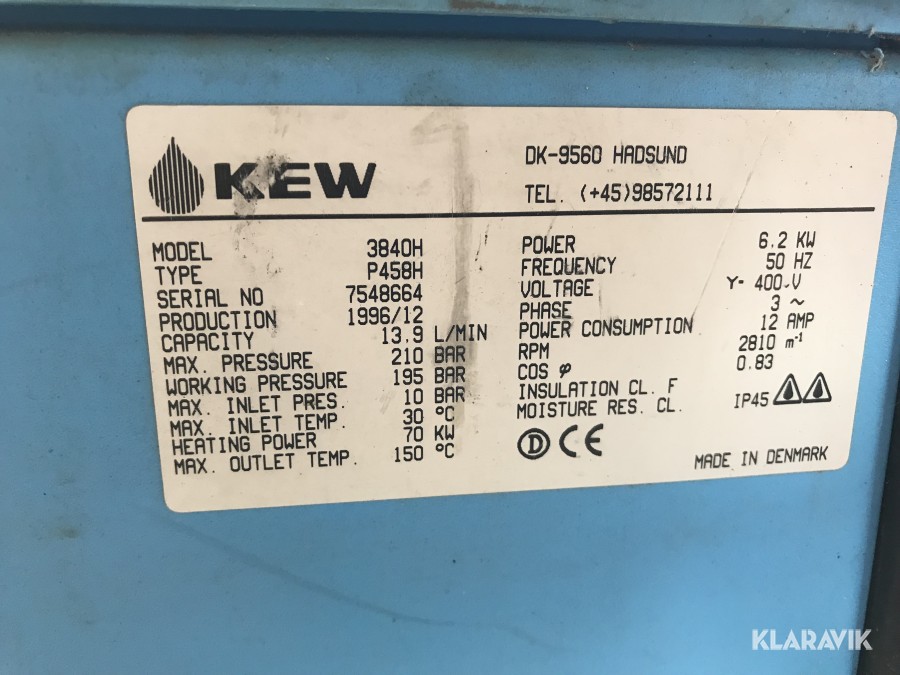 KEW
DK-9560 HADSUND
TEL. (+45)98572111
MODEL 3840H
TYPE P458H
SERIAL NO 7548664
PRODUCTION 1996/12
CAPACITY 13.9 L/MIN
MAX. PRESSURE 210 BAR
WORKING PRESSURE 195 BAR
MAX. INLET PRES. 10 BAR
MAX. INLET TEMP. 30 °C
HEATING POWER 70 KW
MAX. OUTLET TEMP. 150 °C
POWER 6.2 KW
FREQUENCY 50 HZ
VOLTAGE Y- 400.V
PHASE 3 ~
POWER CONSUMPTION 12 AMP
RPM 2810 m⁻¹
COS φ 0.83
INSULATION CL. F
MOISTURE RES. CL. IP45
D CE
MADE IN DENMARK
KLARAVIK